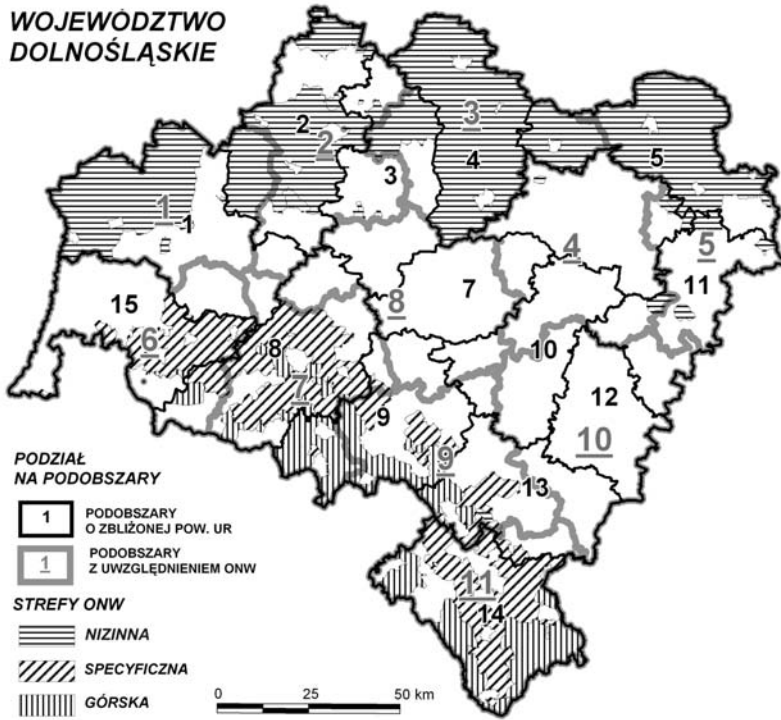 WOJEWÓDZTWO
DOLNOŚLĄSKIE
2
2
3
3
4
5
1
1
4
5
11
15
6
8
7
8
7
10
12
10
9
9
13
11
14
PODZIAŁ
NA PODOBSZARY
1
PODOBSZARY
O ZBLIŻONEJ POW. UR
1
PODOBSZARY
Z UWZGLĘDNIENIEM ONW
STREFY ONW
NIZINNA
SPECYFICZNA
GÓRSKA
0 25 50 km